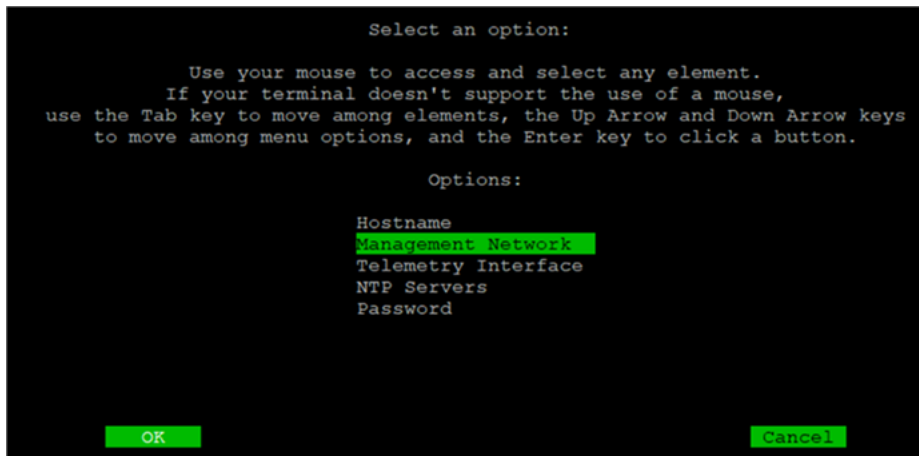 Select an option:
Use your mouse to access and select any element.
If your terminal doesn't support the use of a mouse,
use the Tab key to move among elements, the Up Arrow and Down Arrow keys
to move among menu options, and the Enter key to click a button.
Options:
Hostname
Management Network
Telemetry Interface
NTP Servers
Password
OK Cancel